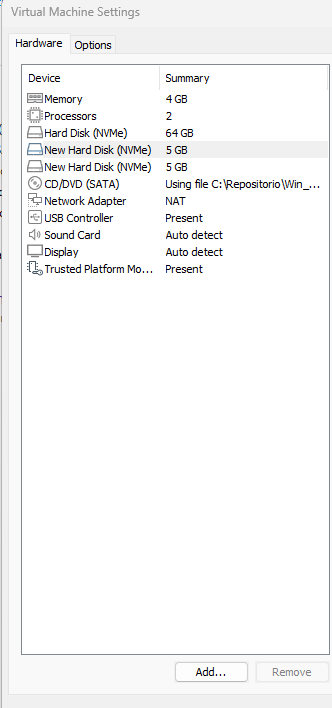 Virtual Machine Settings
Hardware Options
Device Summary
Memory 4 GB
Processors 2
Hard Disk (NVMe) 64 GB
New Hard Disk (NVMe) 5 GB
New Hard Disk (NVMe) 5 GB
CD/DVD (SATA) Using file C:\Repositorio\Win_...
Network Adapter NAT
USB Controller Present
Sound Card Auto detect
Display Auto detect
Trusted Platform Mo... Present
Add... Remove